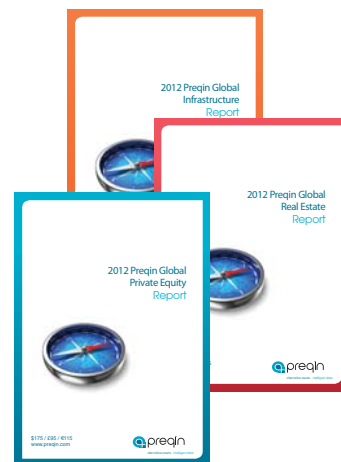 2012 Preqin Global
Infrastructure
Report
2012 Preqin Global
Real Estate
Report
preqin
2012 Preqin Global
Private Equity
Report
$175 / £95 / €115
www.preqin.com
preqin